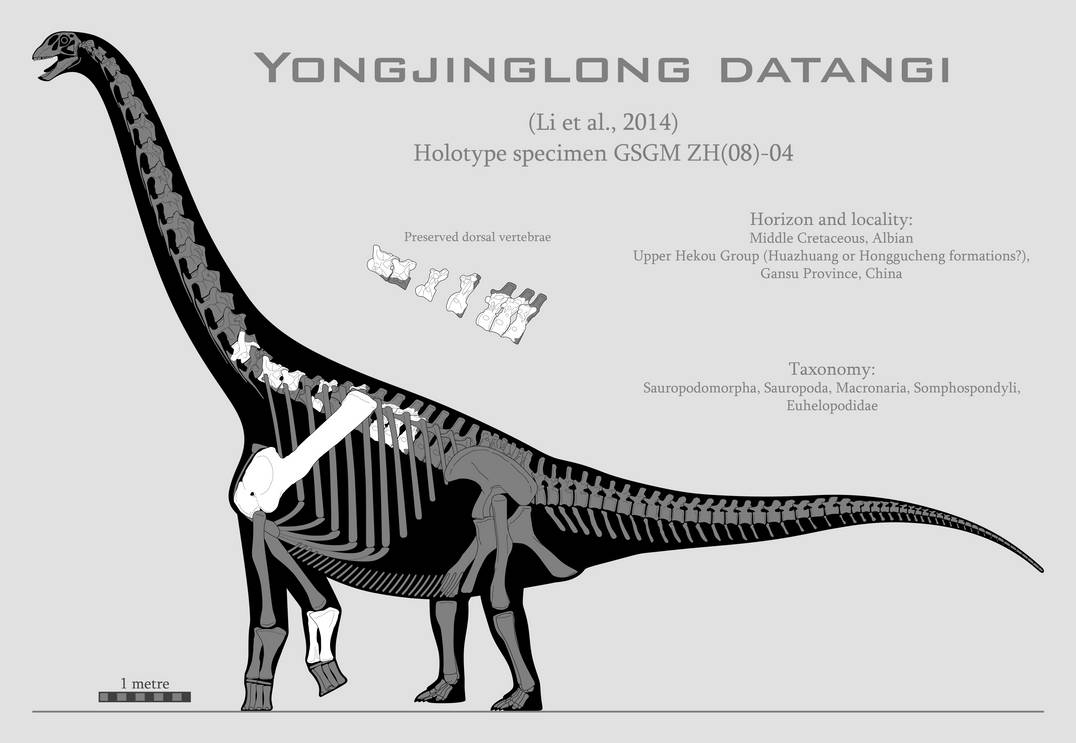 YONGJINGLONG DATANGI
(Li et al., 2014)
Holotype specimen GSGM ZH(08)-04
Preserved dorsal vertebrae
Horizon and locality:
Middle Cretaceous, Albian
Upper Hekou Group (Huazhuang or Honggucheng formations?),
Gansu Province, China
Taxonomy:
Sauropodomorpha, Sauropoda, Macronaria, Somphospondyli,
Euhelopodidae
1 metre